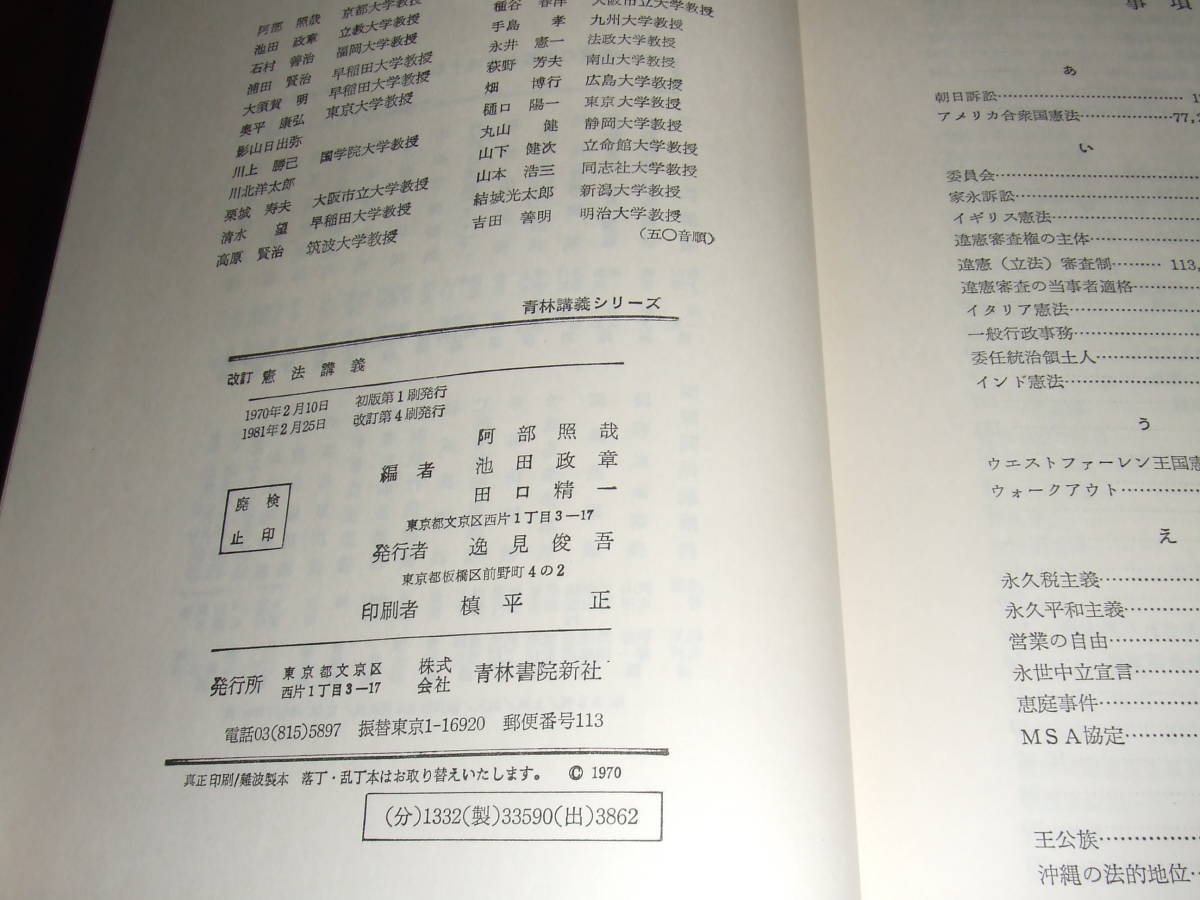 阿部 照哉 京都大学教授
池田 政章 立教大学教授
石村 善治 福岡大学教授
浦田 賢治 早稲田大学教授
大須賀 明 早稲田大学教授
奥平 康弘 東京大学教授
影山日出弥
川上 勝己 国学院大学教授
川北洋太郎
栗城 寿夫 大阪市立大学教授
清水 望 早稲田大学教授
高原 賢治 筑波大学教授
種谷 春洋 大阪市立大学教授
手島 孝 九州大学教授
永井 憲一 法政大学教授
萩野 芳夫 南山大学教授
畑 博行 広島大学教授
樋口 陽一 東京大学教授
丸山 健 静岡大学教授
山下 健次 立命館大学教授
山本 浩三 同志社大学教授
結城光太郎 新潟大学教授
吉田 善明 明治大学教授
(五〇音順)
青林講義シリーズ
改訂 憲法講義
1970年2月10日 初版第1刷発行
1981年2月25日 改訂第4刷発行
編者 阿部照哉
池田政章
田口精一
検印
廃止
東京都文京区西片1丁目3—17
発行者 逸見俊吾
東京都板橋区前野町4の2
印刷者 槙平 正
発行所 東京都文京区
西片1丁目3—17
株式
会社 青林書院新社
電話03(815)5897 振替東京1-16920 郵便番号113
真正印刷/難波製本 落丁・乱丁本はお取り替えいたします。 © 1970
(分)1332(製)33590(出)3862
事項
あ
朝日訴訟
アメリカ合衆国憲法 77,
い
委員会
家永訴訟
イギリス憲法
違憲審査権の主体
違憲(立法)審査制 113,
違憲審査の当事者適格
イタリア憲法
一般行政事務
委任統治領土人
インド憲法
う
ウエストファーレン王国憲
ウォークアウト
え
永久税主義
永久平和主義
営業の自由
永世中立宣言
恵庭事件
MSA協定
王公族
沖縄の法的地位